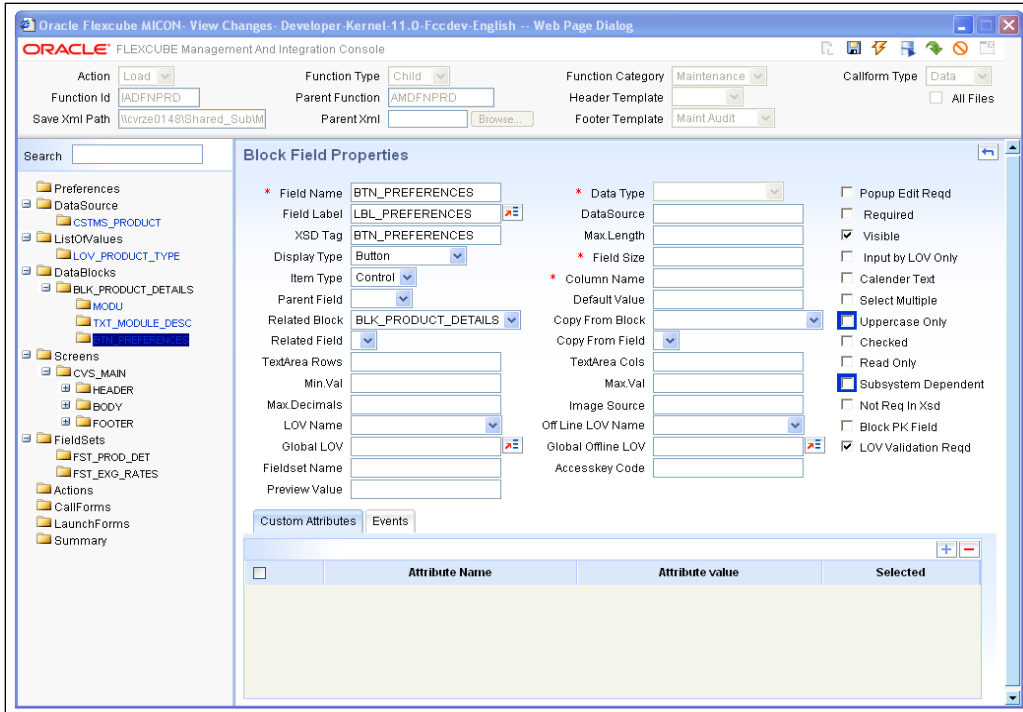 Oracle Flexcube MICON- View Changes- Developer-Kernel-11.0-Fccdev-English -- Web Page Dialog
ORACLE FLEXCUBE Management And Integration Console
Action Load Function Type Child Function Category Maintenance Callform Type Data
Function Id IADFNPRD Parent Function AMDFNPRD Header Template All Files
Save Xml Path \\cvrze0148\Shared_Sub\M Parent Xml Browse... Footer Template Maint Audit
Search
Preferences
DataSource
CSTMS_PRODUCT
ListOfValues
LOV_PRODUCT_TYPE
DataBlocks
BLK_PRODUCT_DETAILS
MODU
TXT_MODULE_DESC
BTN_PREFERENCES
Screens
CVS_MAIN
HEADER
BODY
FOOTER
FieldSets
FST_PROD_DET
FST_EXG_RATES
Actions
CallForms
LaunchForms
Summary
Block Field Properties
* Field Name BTN_PREFERENCES * Data Type Popup Edit Reqd
Field Label LBL_PREFERENCES DataSource Required
XSD Tag BTN_PREFERENCES Max.Length Visible
Display Type Button * Field Size Input by LOV Only
Item Type Control * Column Name Calender Text
Parent Field Default Value Select Multiple
Related Block BLK_PRODUCT_DETAILS Copy From Block Uppercase Only
Related Field Copy From Field Checked
TextArea Rows TextArea Cols Read Only
Min.Val Max.Val Subsystem Dependent
Max.Decimals Image Source Not Req In Xsd
LOV Name Off Line LOV Name Block PK Field
Global LOV Global Offline LOV LOV Validation Reqd
Fieldset Name Accesskey Code
Preview Value
Custom Attributes Events
Attribute Name Attribute value Selected